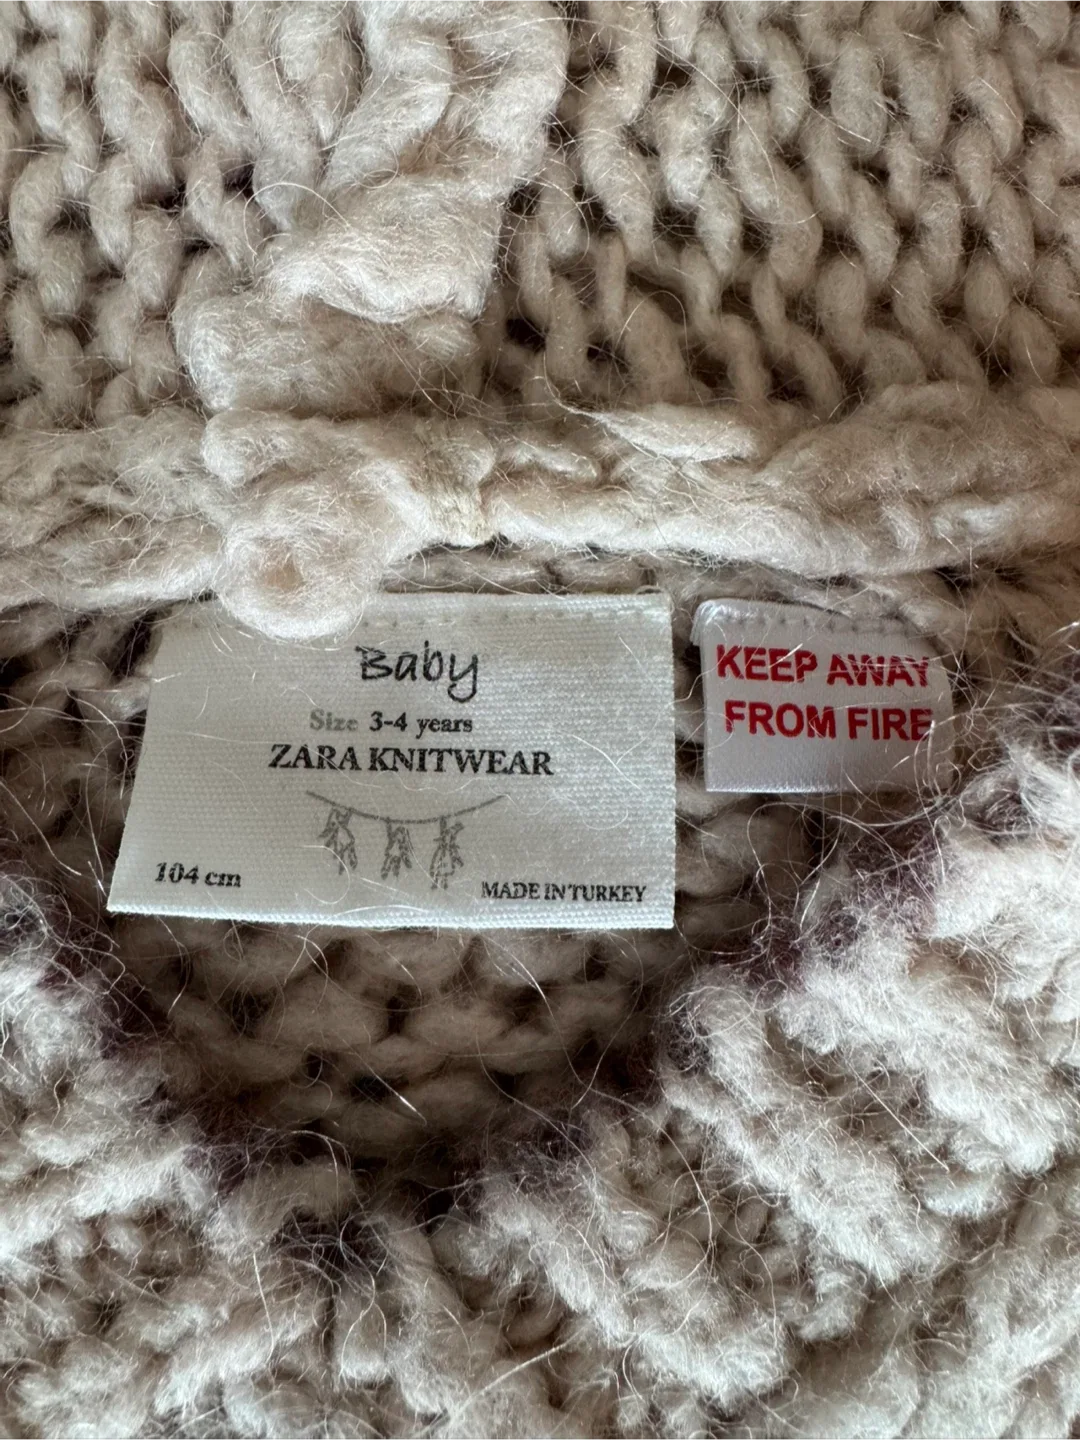 Baby
Size 3-4 years
ZARA KNITWEAR
104 cm
MADE IN TURKEY
KEEP AWAY
FROM FIRE